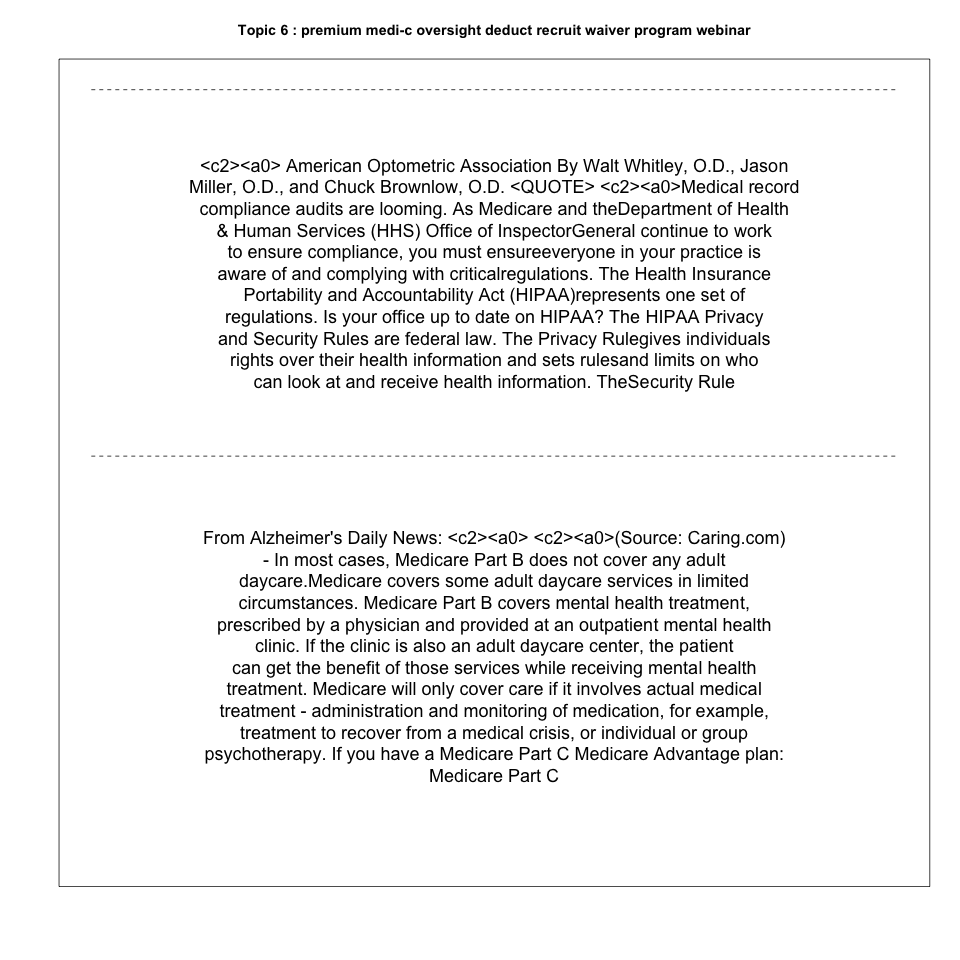 Topic 6 : premium medi-c oversight deduct recruit waiver program webinar
<c2><a0> American Optometric Association By Walt Whitley, O.D., Jason
Miller, O.D., and Chuck Brownlow, O.D. <QUOTE> <c2><a0>Medical record
compliance audits are looming. As Medicare and theDepartment of Health
& Human Services (HHS) Office of InspectorGeneral continue to work
to ensure compliance, you must ensureeveryone in your practice is
aware of and complying with criticalregulations. The Health Insurance
Portability and Accountability Act (HIPAA)represents one set of
regulations. Is your office up to date on HIPAA? The HIPAA Privacy
and Security Rules are federal law. The Privacy Rulegives individuals
rights over their health information and sets rulesand limits on who
can look at and receive health information. TheSecurity Rule
From Alzheimer's Daily News: <c2><a0> <c2><a0>(Source: Caring.com)
- In most cases, Medicare Part B does not cover any adult
daycare.Medicare covers some adult daycare services in limited
circumstances. Medicare Part B covers mental health treatment,
prescribed by a physician and provided at an outpatient mental health
clinic. If the clinic is also an adult daycare center, the patient
can get the benefit of those services while receiving mental health
treatment. Medicare will only cover care if it involves actual medical
treatment - administration and monitoring of medication, for example,
treatment to recover from a medical crisis, or individual or group
psychotherapy. If you have a Medicare Part C Medicare Advantage plan:
Medicare Part C